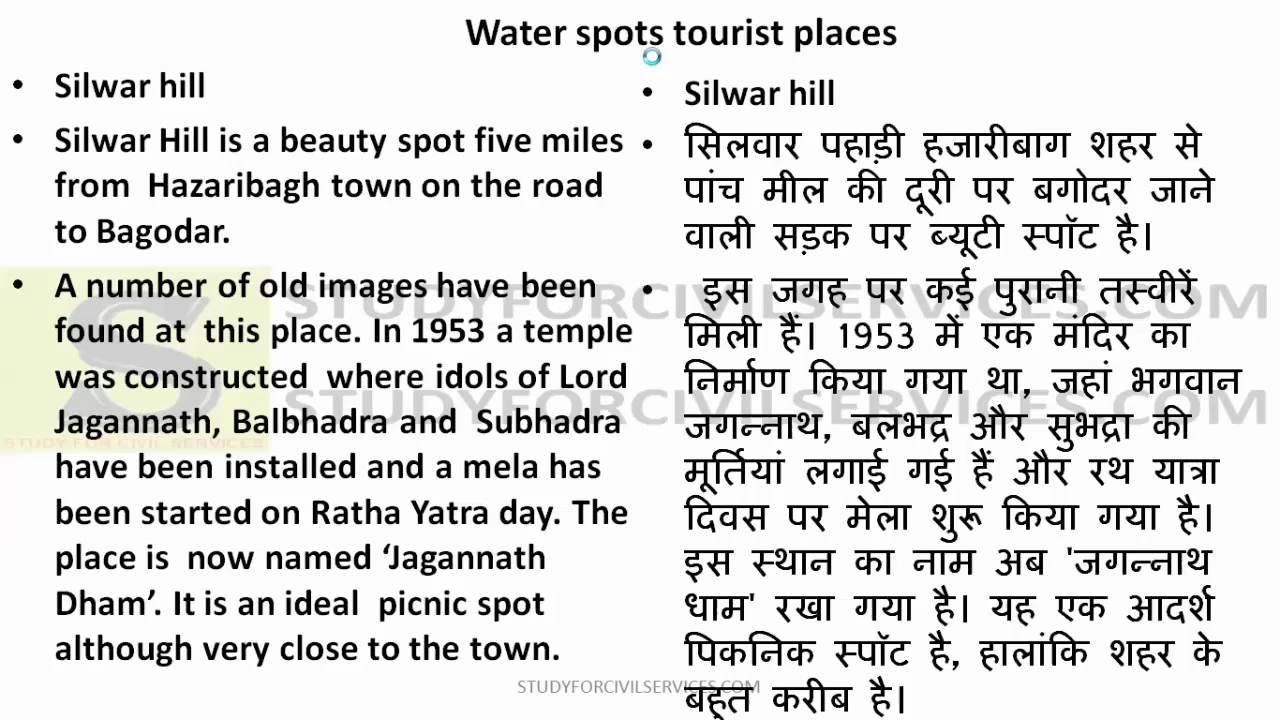 Water spots tourist places
• Silwar hill
• Silwar Hill is a beauty spot five miles
from Hazaribagh town on the road
to Bagodar.
• A number of old images have been
found at this place. In 1953 a temple
was constructed where idols of Lord
Jagannath, Balbhadra and Subhadra
have been installed and a mela has
been started on Ratha Yatra day. The
place is now named ‘Jagannath
Dham’. It is an ideal picnic spot
although very close to the town.
• Silwar hill
• सिलवार पहाड़ी हजारीबाग शहर से
पांच मील की दूरी पर बगोदर जाने
वाली सड़क पर ब्यूटी स्पॉट है।
• इस जगह पर कई पुरानी तस्वीरें
मिली हैं। 1953 में एक मंदिर का
निर्माण किया गया था, जहां भगवान
जगन्नाथ, बलभद्र और सुभद्रा की
मूर्तियां लगाई गई हैं और रथ यात्रा
दिवस पर मेला शुरू किया गया है।
इस स्थान का नाम अब 'जगन्नाथ
धाम' रखा गया है। यह एक आदर्श
पिकनिक स्पॉट है, हालांकि शहर के
बहुत करीब है।
STUDYFORCIVILSERVICES.COM
STUDYFORCIVILSERVICES.COM
STUDY FOR CIVIL SERVICES
STUDYFORCIVILSERVICES.COM